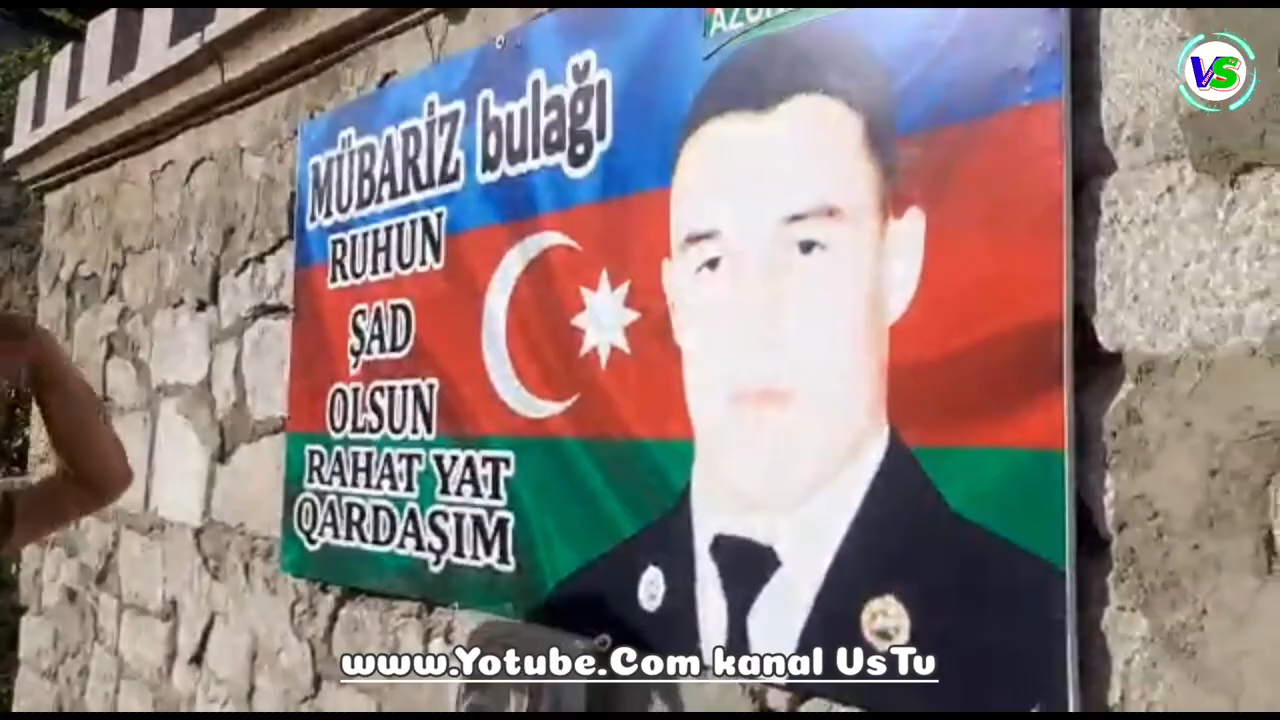 MÜBARİZ bulağı
RUHUN
ŞAD
OLSUN
RAHAT YAT
QARDAŞIM
VS
www.Yotube.Com kanal UsTu